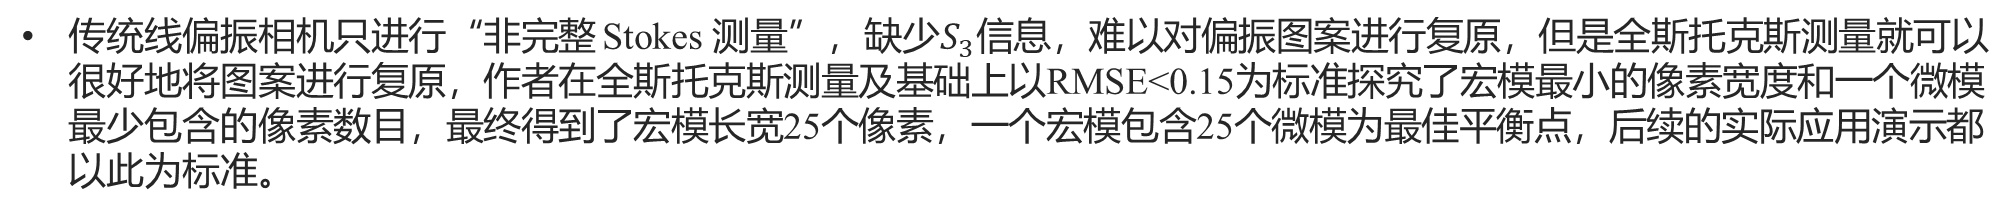 • 传统线偏振相机只进行“非完整 Stokes 测量”，缺少S₃信息，难以对偏振图案进行复原，但是全斯托克斯测量就可以
很好地将图案进行复原，作者在全斯托克斯测量及基础上以RMSE<0.15为标准探究了宏模最小的像素宽度和一个微模
最少包含的像素数目，最终得到了宏模长宽25个像素，一个宏模包含25个微模为最佳平衡点，后续的实际应用演示都
以此为标准。